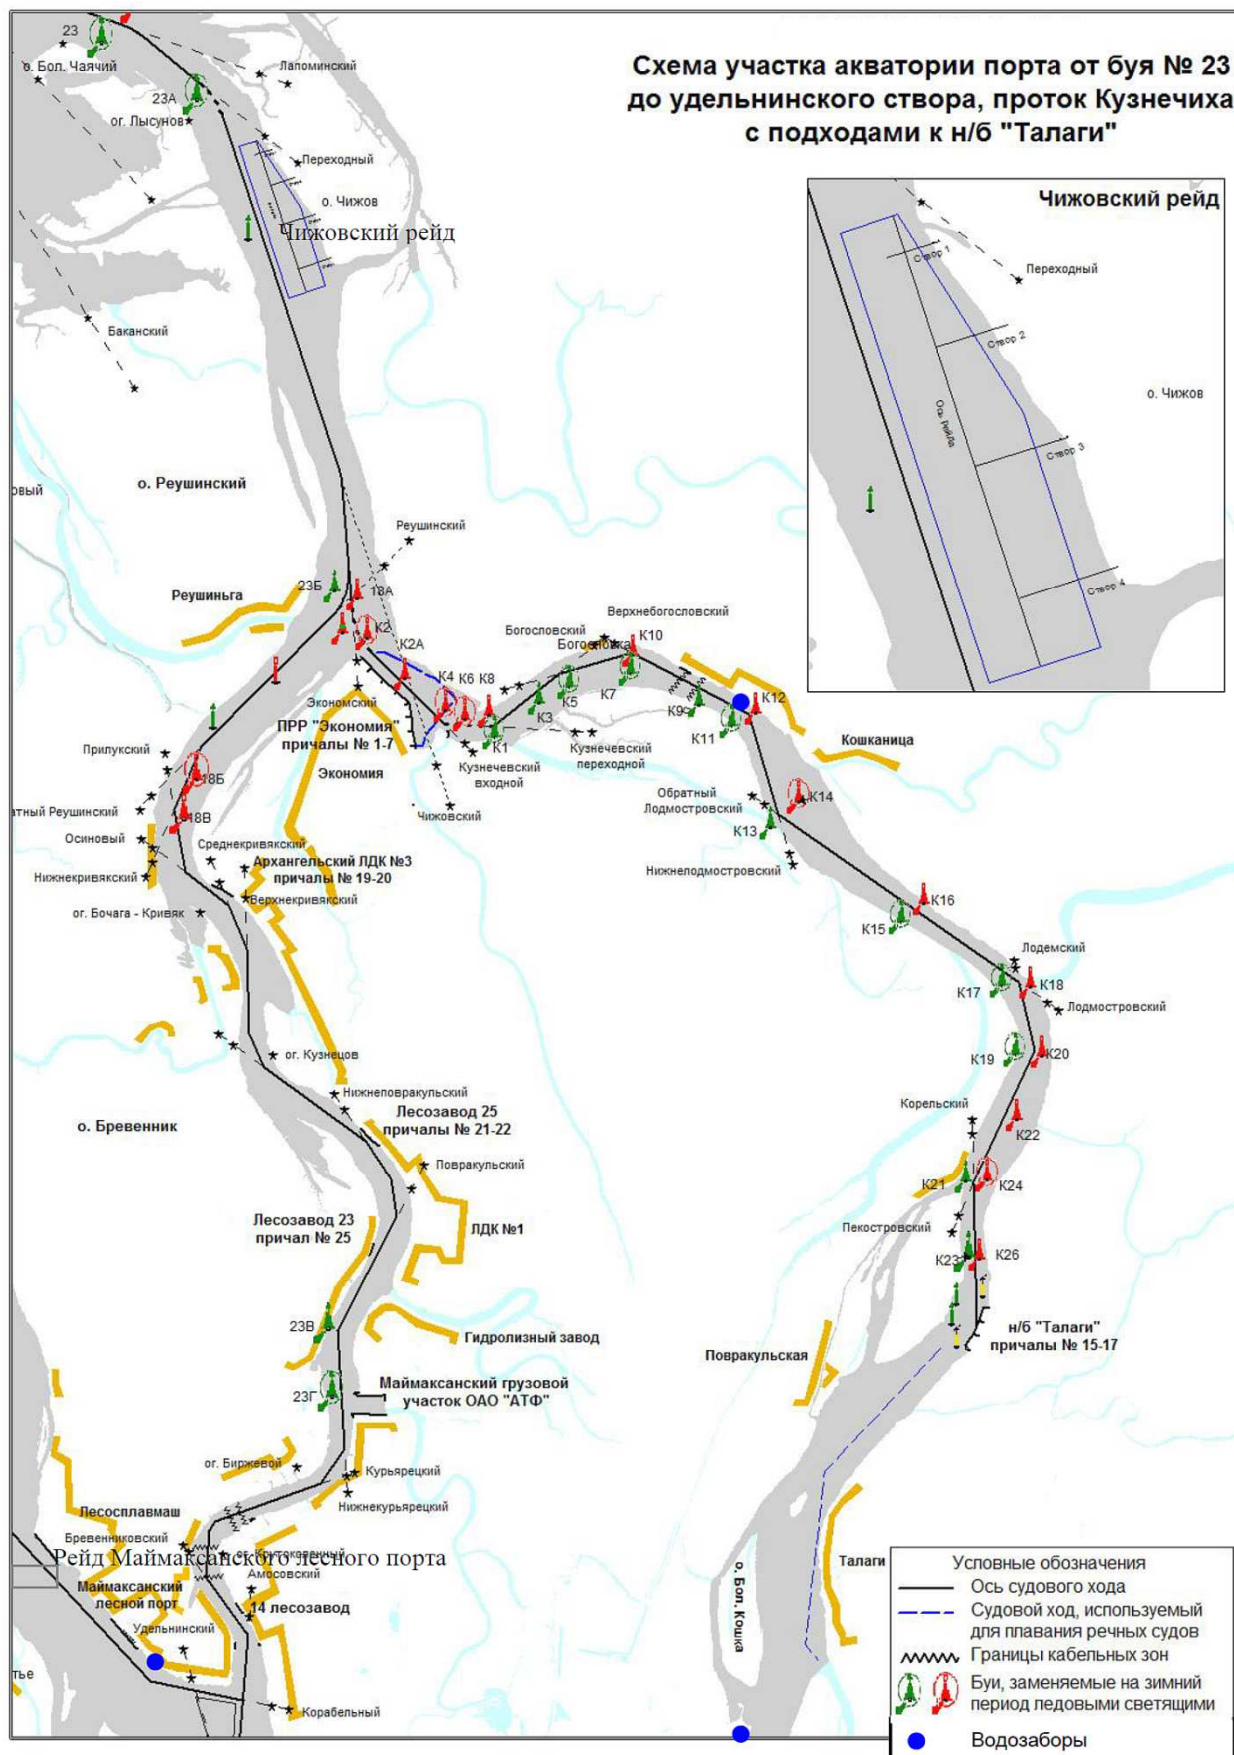 Схема участка акватории порта от буя № 23
до удельнинского створа, проток Кузнечиха
с подходами к н/б "Талаги"
23
о. Бол. Чаячий
23А
ог. Лысунов
Лапоминский
Переходный
о. Чижов
Чижовский рейд
Баканский
о. Реушинский
овый
Чижовский рейд
Створ 1
Переходный
Створ 2
о. Чижов
Ось Рейда
Створ 3
Створ 4
Реушинский
Реушиньга
23Б
18А
К2
К2А
К4
К6
К8
Богословский
Верхнебогословский
Богословка
К10
К3
К5
К7
К9
К11
К12
К1
Экономский
ПРР "Экономия"
причалы № 1-7
Экономия
Кузнечевский
входной
Кузнечевский
переходной
Кошканица
Чижовский
Прилукский
18Б
атный Реушинский
18В
Осиновый
Нижнекривякский
Среднекривякский
Архангельский ЛДК №3
причалы № 19-20
Верхнекривякский
ог. Бочага - Кривяк
Обратный
Лодмостровский
К14
К13
Нижнелодмостровский
К16
К15
Лодемский
К17
К18
Лодмостровский
К19
К20
ог. Кузнецов
Нижнеповракульский
о. Бревенник
Лесозавод 25
причалы № 21-22
Повракульский
Корельский
К22
К21
К24
Лесозавод 23
причал № 25
ЛДК №1
Пекостровский
К23
К26
23В
Гидролизный завод
н/б "Талаги"
причалы № 15-17
Повракульская
23Г
Маймаксанский грузовой
участок ОАО "АТФ"
ог. Биржевой
Курьярецкий
Нижнекурьярецкий
Лесосплавмаш
Бревенниковский
ог. Крутокованный
Рейд Маймаксанского лесного порта
Амосовский
Маймаксанский
лесной порт
14 лесозавод
Удельнинский
тье
Корабельный
о. Бол. Кошка
Талаги
Условные обозначения
Ось судового хода
Судовой ход, используемый
для плавания речных судов
Границы кабельных зон
Буи, заменяемые на зимний
период ледовыми светящими
Водозаборы